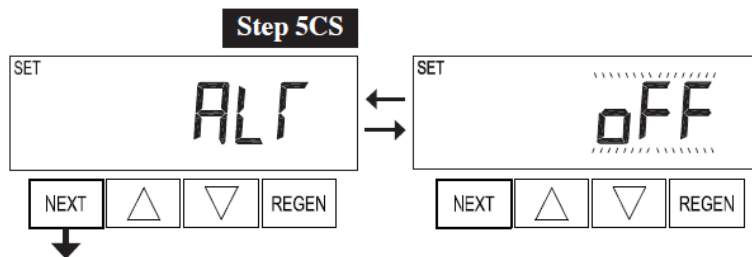 Step 5CS
SET
ALT
SET
oFF
NEXT
REGEN
NEXT
REGEN